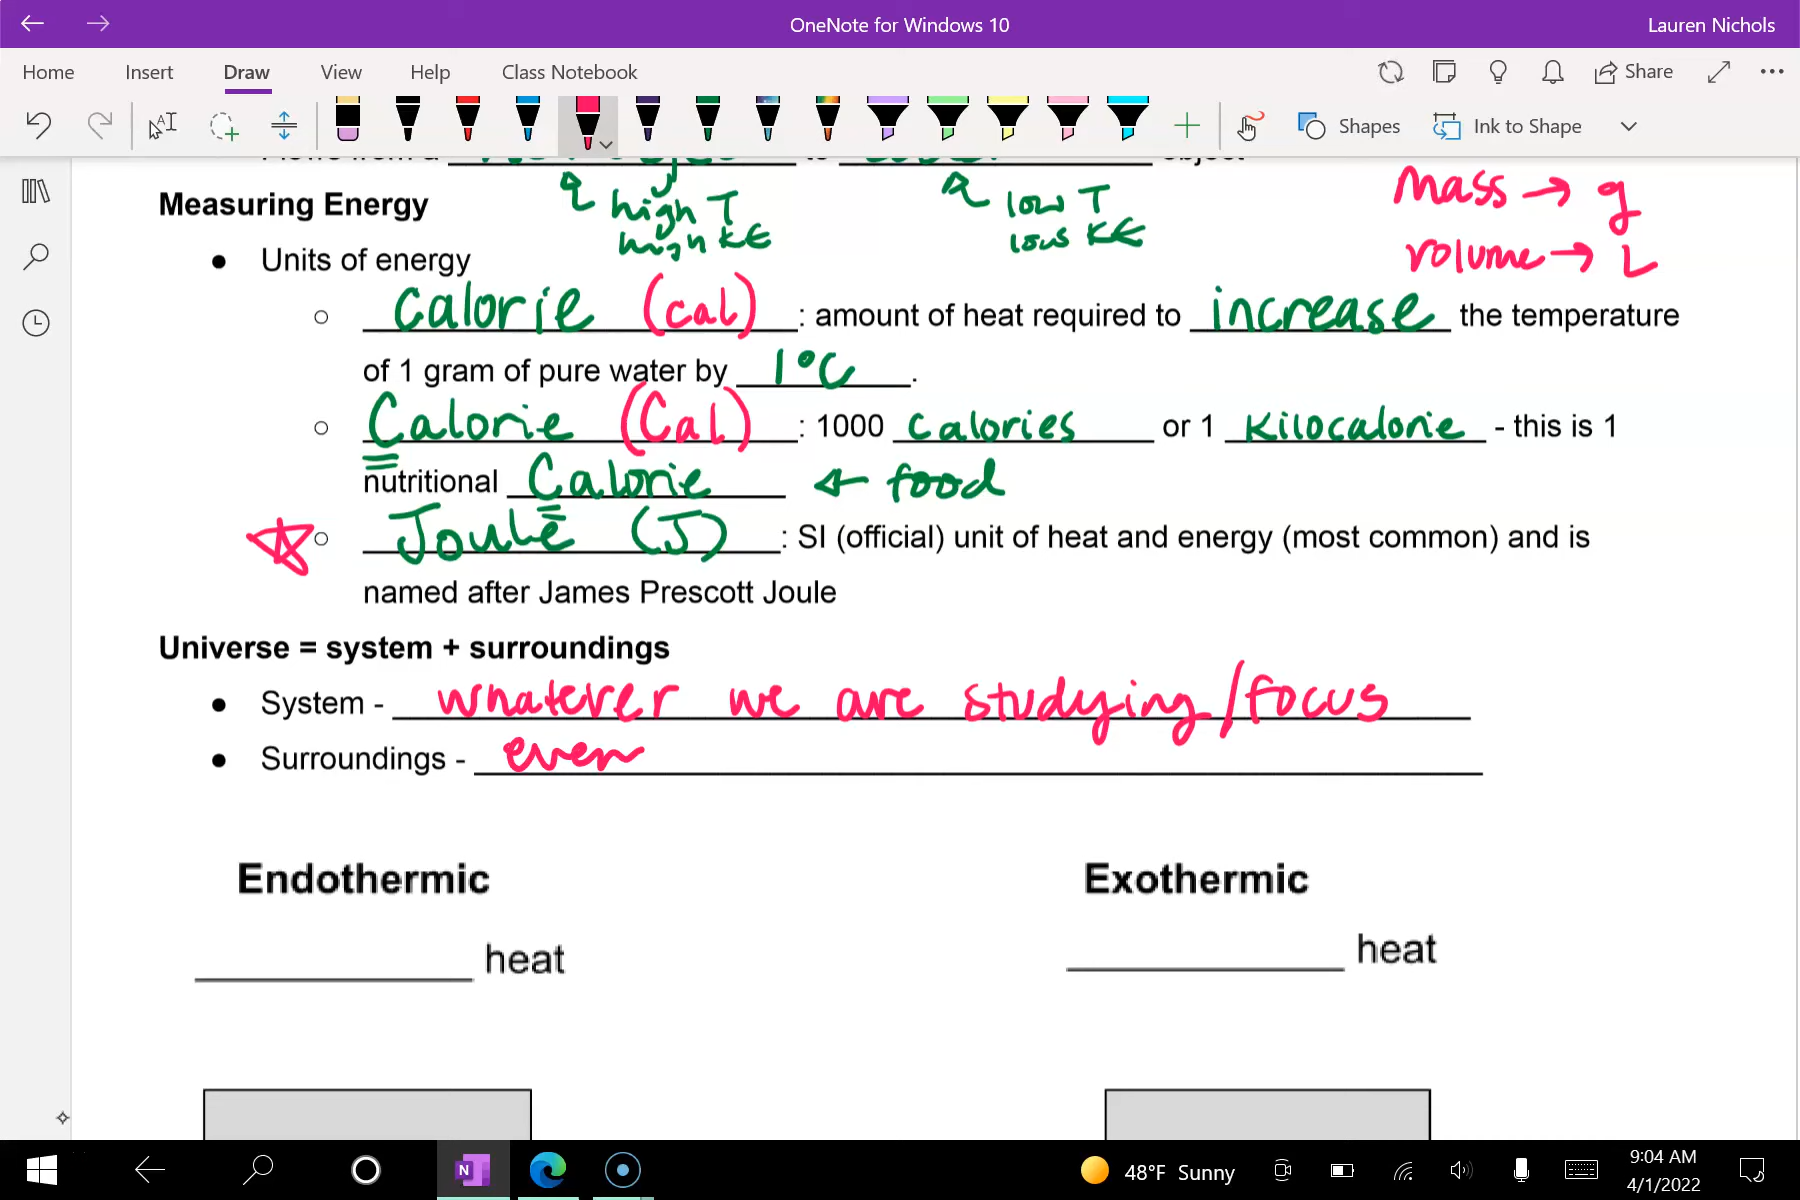 OneNote for Windows 10
Lauren Nichols
Home Insert Draw View Help Class Notebook Share
Shapes Ink to Shape
to object
Mass → g
Measuring Energy
high T low T
high KE low KE
volume → L
Units of energy
calorie (cal) : amount of heat required to increase the temperature
of 1 gram of pure water by 1°C.
Calorie (Cal) : 1000 calories or 1 kilocalorie - this is 1
nutritional Calorie ← food
Joule (J) : SI (official) unit of heat and energy (most common) and is
named after James Prescott Joule
Universe = system + surroundings
System - whatever we are studying/focus
Surroundings - ever
Endothermic Exothermic
heat heat
48°F Sunny
9:04 AM
4/1/2022